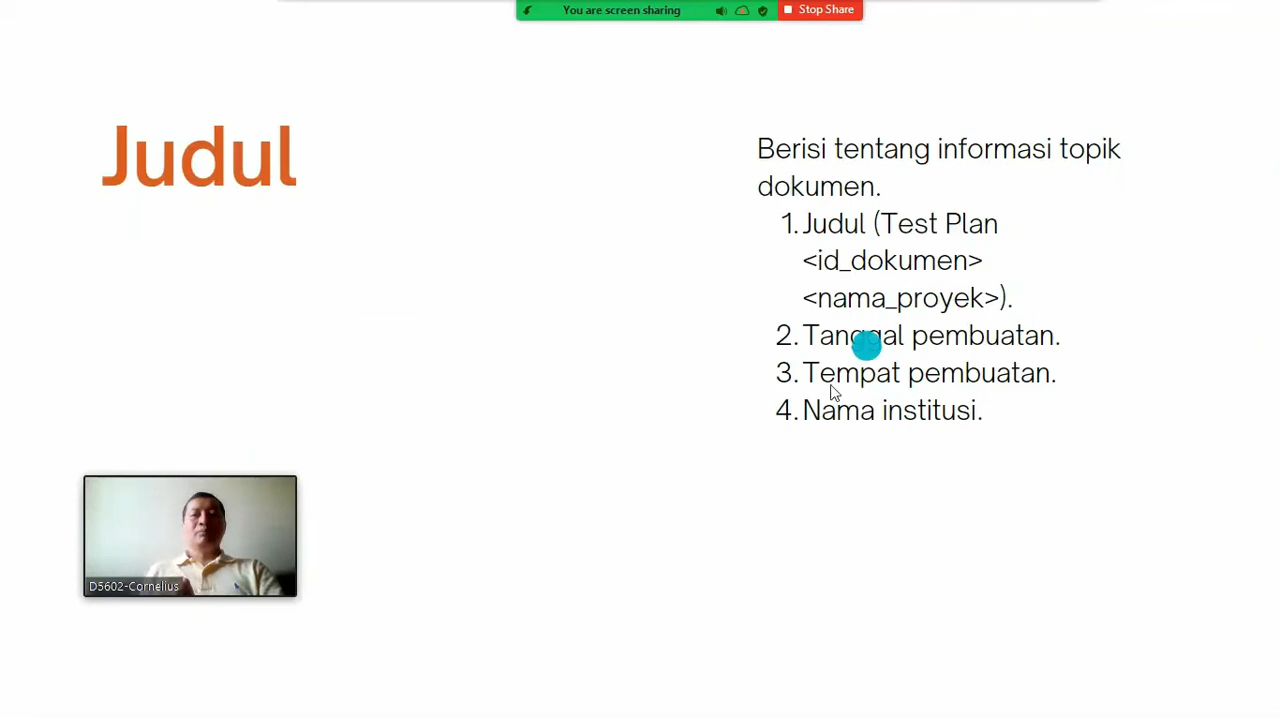 You are screen sharing
Stop Share
Judul
Berisi tentang informasi topik
dokumen.
1. Judul (Test Plan
<id_dokumen>
<nama_proyek>).
2. Tanggal pembuatan.
3. Tempat pembuatan.
4. Nama institusi.
D5602-Cornelius